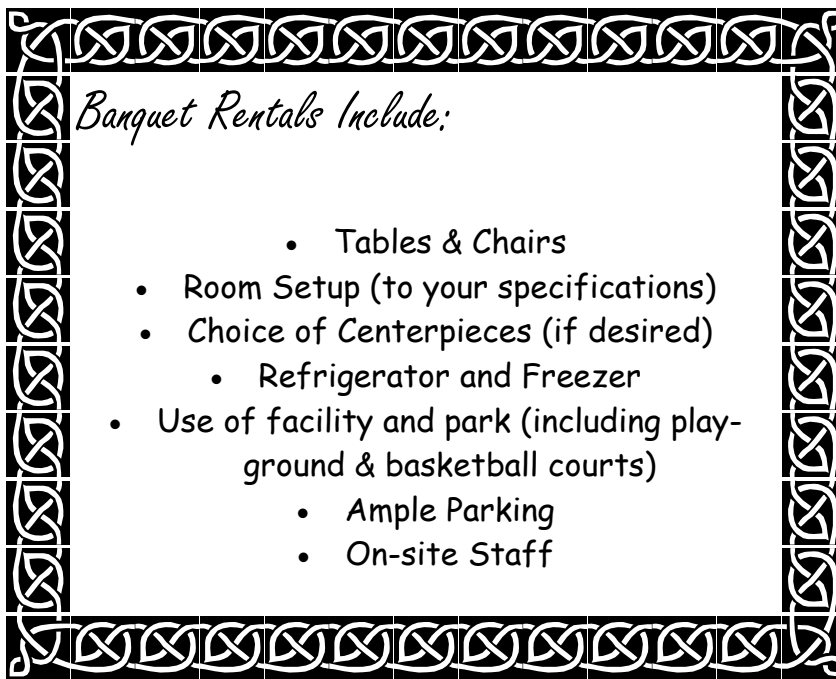 Banquet Rentals Include:
• Tables & Chairs
• Room Setup (to your specifications)
• Choice of Centerpieces (if desired)
• Refrigerator and Freezer
• Use of facility and park (including play-
ground & basketball courts)
• Ample Parking
• On-site Staff